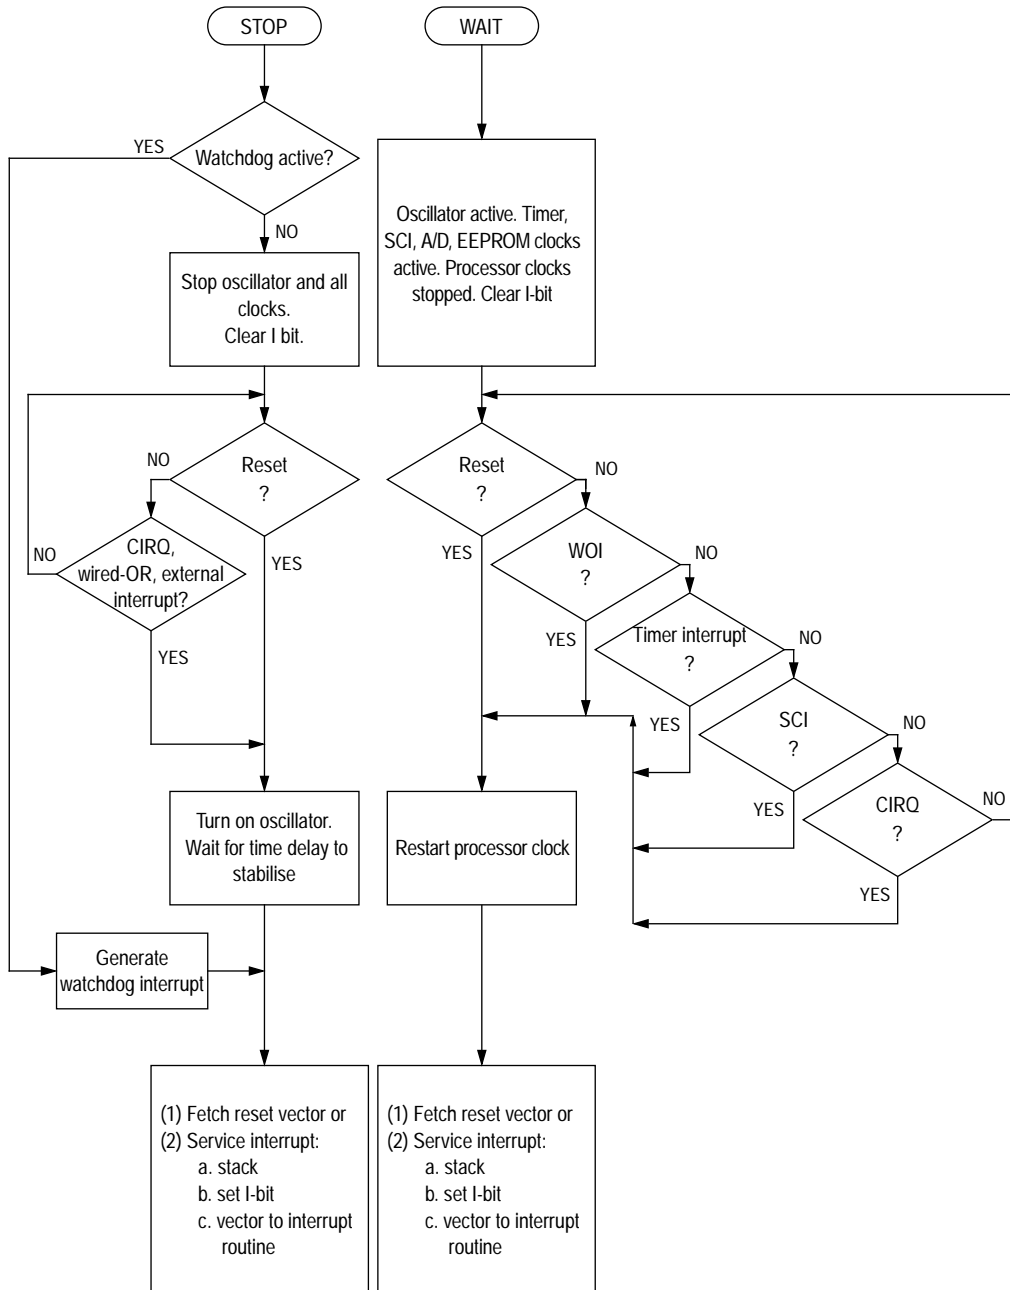 STOP
WAIT
YES
Watchdog active?
NO
Stop oscillator and all
clocks.
Clear I bit.
Oscillator active. Timer,
SCI, A/D, EEPROM clocks
active. Processor clocks
stopped. Clear I-bit
NO
Reset
?
YES
NO
CIRQ,
wired-OR, external
interrupt?
YES
Reset
?
NO
YES
WOI
?
NO
YES
Timer interrupt
?
NO
YES
SCI
?
NO
YES
CIRQ
?
NO
YES
Turn on oscillator.
Wait for time delay to
stabilise
Restart processor clock
Generate
watchdog interrupt
(1) Fetch reset vector or
(2) Service interrupt:
a. stack
b. set I-bit
c. vector to interrupt
routine
(1) Fetch reset vector or
(2) Service interrupt:
a. stack
b. set I-bit
c. vector to interrupt
routine